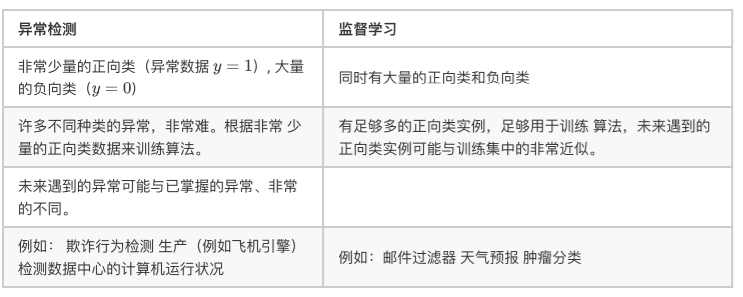 异常检测
监督学习
非常少量的正向类（异常数据 y = 1）, 大量
的负向类（y = 0）
同时有大量的正向类和负向类
许多不同种类的异常，非常难。根据非常 少
量的正向类数据来训练算法。
有足够多的正向类实例，足够用于训练 算法，未来遇到的
正向类实例可能与训练集中的非常近似。
未来遇到的异常可能与已掌握的异常、非常
的不同。
例如： 欺诈行为检测 生产（例如飞机引擎）
检测数据中心的计算机运行状况
例如：邮件过滤器 天气预报 肿瘤分类